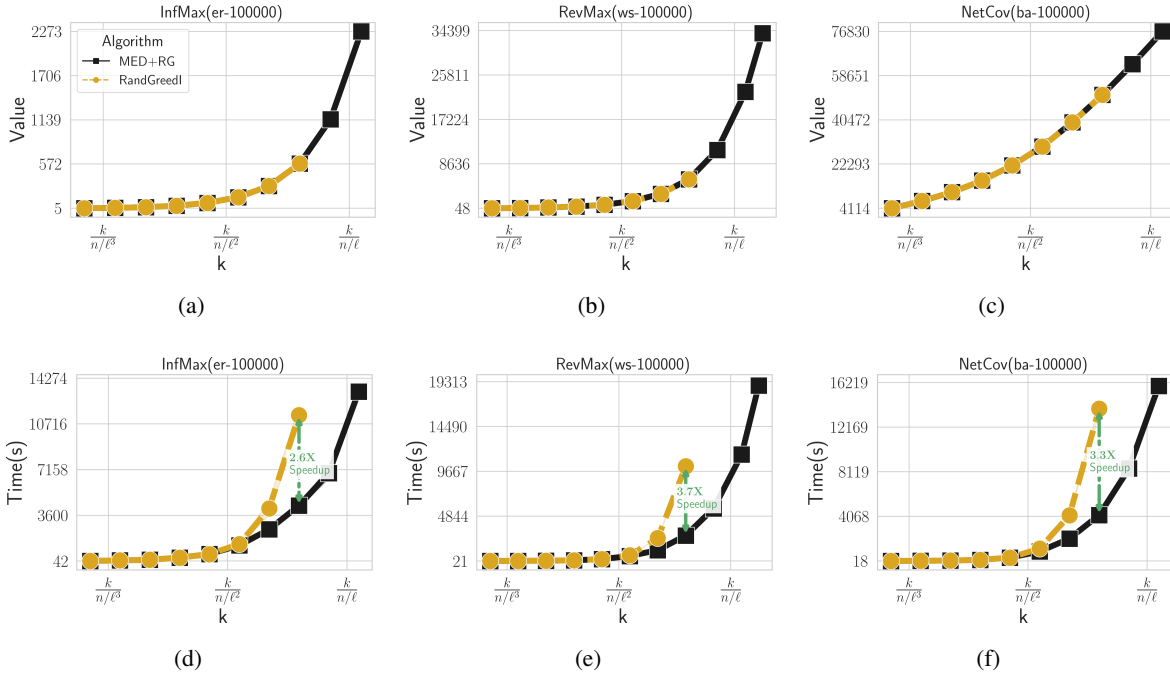 InfMax(er-100000)
Value
2273
1706
1139
572
5
Algorithm
MED+RG
RandGreedI
k/(n/ℓ³)
k/(n/ℓ²)
k/(n/ℓ)
k
(a)
RevMax(ws-100000)
Value
34399
25811
17224
8636
48
k/(n/ℓ³)
k/(n/ℓ²)
k/(n/ℓ)
k
(b)
NetCov(ba-100000)
Value
76830
58651
40472
22293
4114
k/(n/ℓ³)
k/(n/ℓ²)
k/(n/ℓ)
k
(c)
InfMax(er-100000)
Time(s)
14274
10716
7158
3600
42
2.6X
Speedup
k/(n/ℓ³)
k/(n/ℓ²)
k/(n/ℓ)
k
(d)
RevMax(ws-100000)
Time(s)
19313
14490
9667
4844
21
3.7X
Speedup
k/(n/ℓ³)
k/(n/ℓ²)
k/(n/ℓ)
k
(e)
NetCov(ba-100000)
Time(s)
16219
12169
8119
4068
18
3.3X
Speedup
k/(n/ℓ³)
k/(n/ℓ²)
k/(n/ℓ)
k
(f)